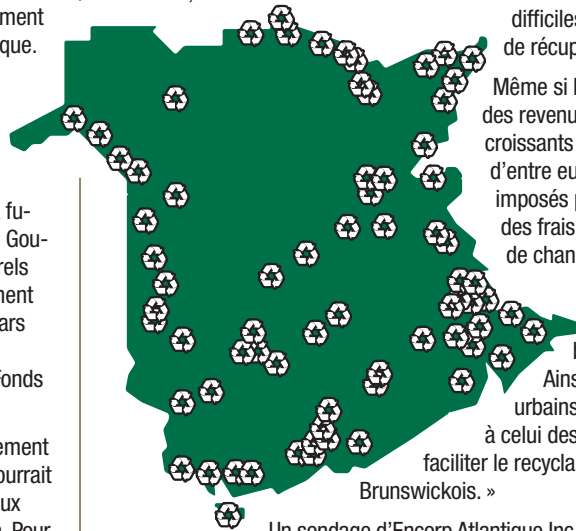 ment
que.
fu-
Gou-
rels
ment
ars
Fonds
ement
ourrait
ux
Pour
difficiles
de récup
Même si l
des revenu
croissants
d'entre eu
imposés p
des frais
de chan
Ains
urbains
à celui des
faciliter le recycla
Brunswickois. »
Un sondage d'Encorp Atlantique Inc